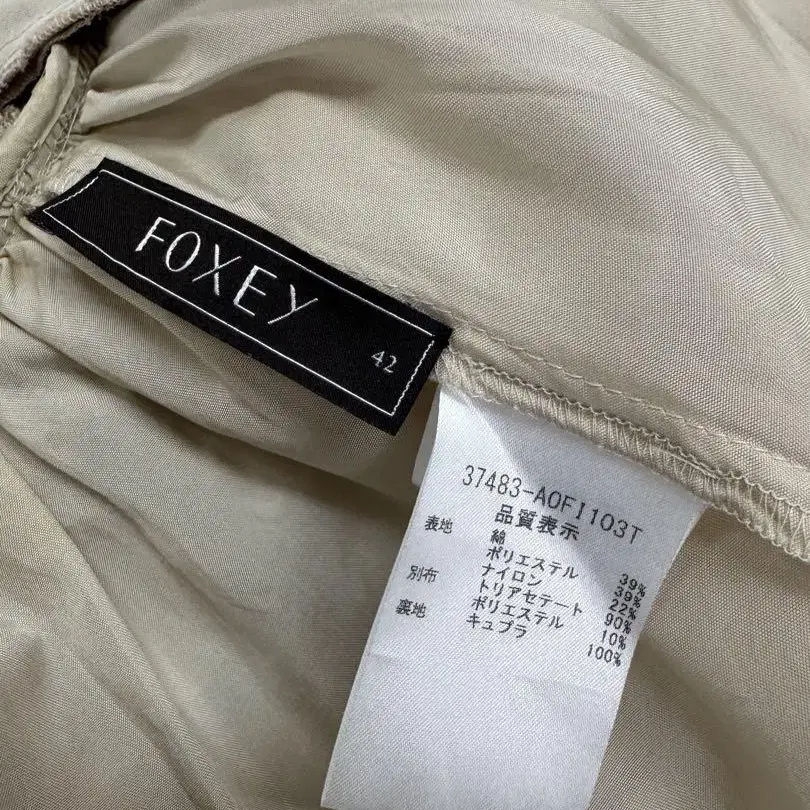 FOXEY
42
37483-AOFI103T
品質表示
表地 綿 39%
ポリエステル 39%
ナイロン 22%
別布 トリアセテート 90%
ポリエステル 10%
裏地 キュプラ 100%